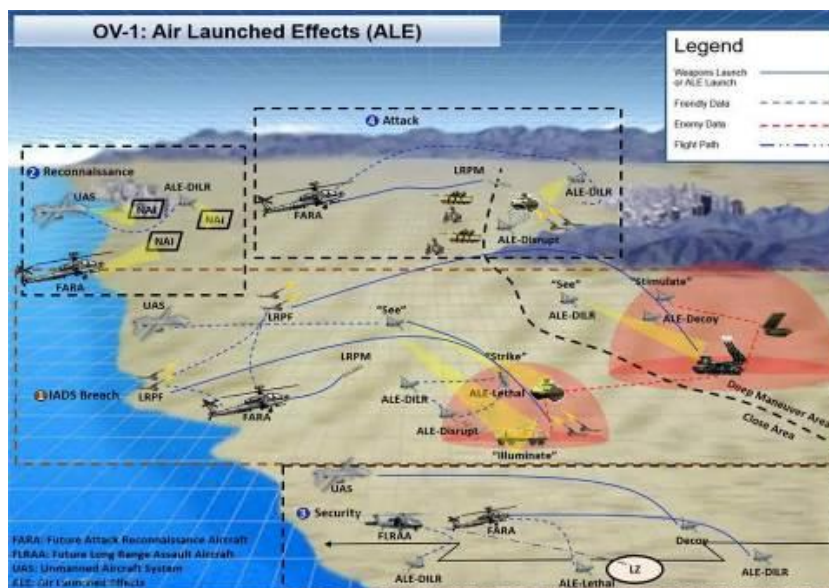 OV-1: Air Launched Effects (ALE)
Legend
Weapons Launch
or ALE Launch
Friendly Data
Enemy Data
Flight Path
4 Attack
2 Reconnaissance
UAS
ALE-DILR
NAI
NAI
NAI
FARA
LRPM
FARA
ALE-DILR
ALE-Disrupt
UAS
LRPF
"See"
"See"
ALE-DILR
"Stimulate"
ALE-Decoy
LRPM
"Strike"
1 IADS Breach
LRPF
FARA
ALE-DILR
ALE-Lethal
ALE-Disrupt
"Illuminate"
Deep Maneuver Area
Close Area
UAS
3 Security
FLRAA
FARA
Decoy
ALE-DILR
ALE-Lethal
LZ
ALE-DILR
FARA: Future Attack Reconnaissance Aircraft
FLRAA: Future Long Range Assault Aircraft
UAS: Unmanned Aircraft System
ALE: Air Launched Effects